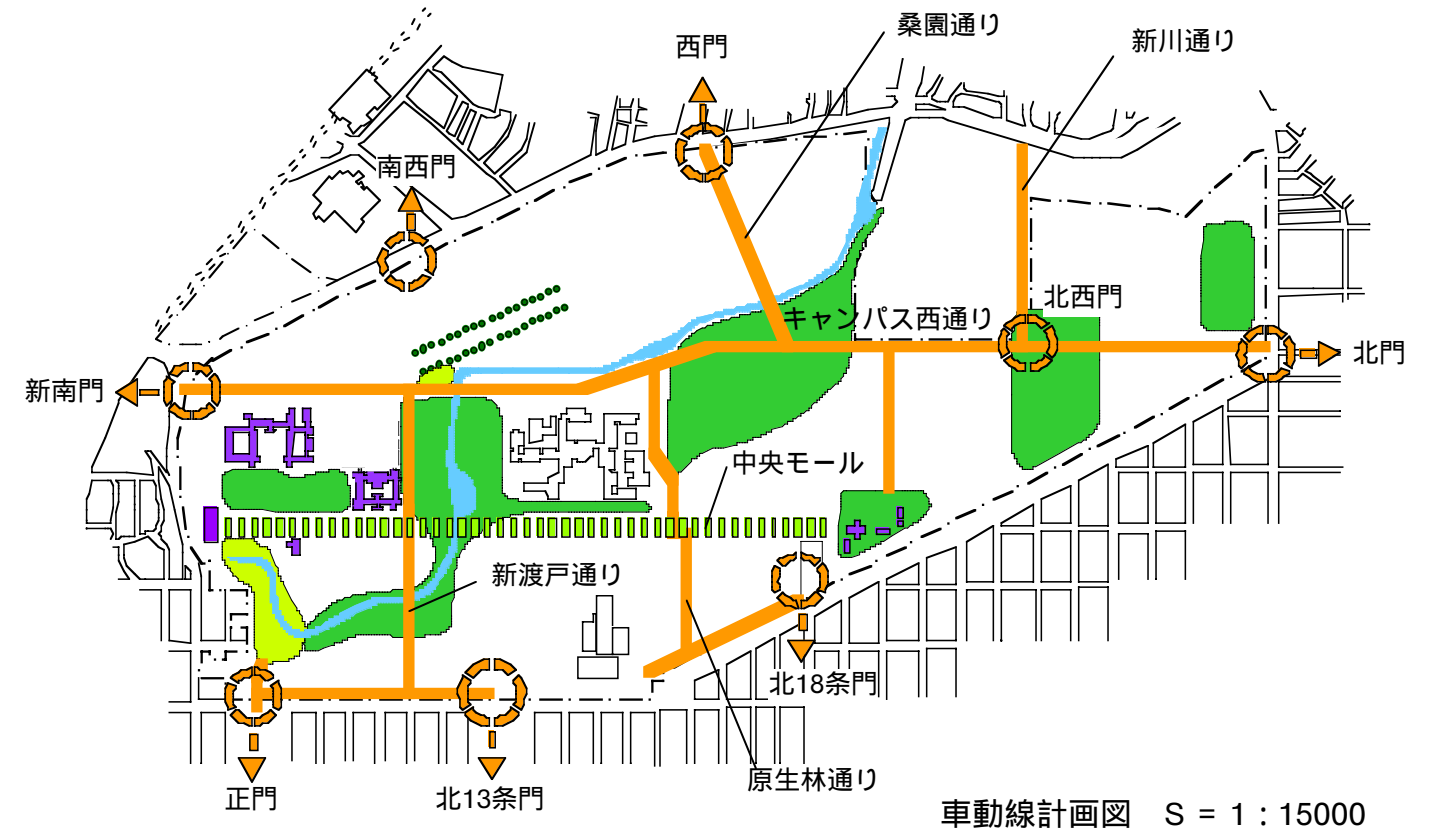 桑園通り
新川通り
西門
南西門
北西門
キャンパス西通り
北門
新南門
中央モール
新渡戸通り
北18条門
原生林通り
正門
北13条門
車動線計画図 S = 1 : 15000